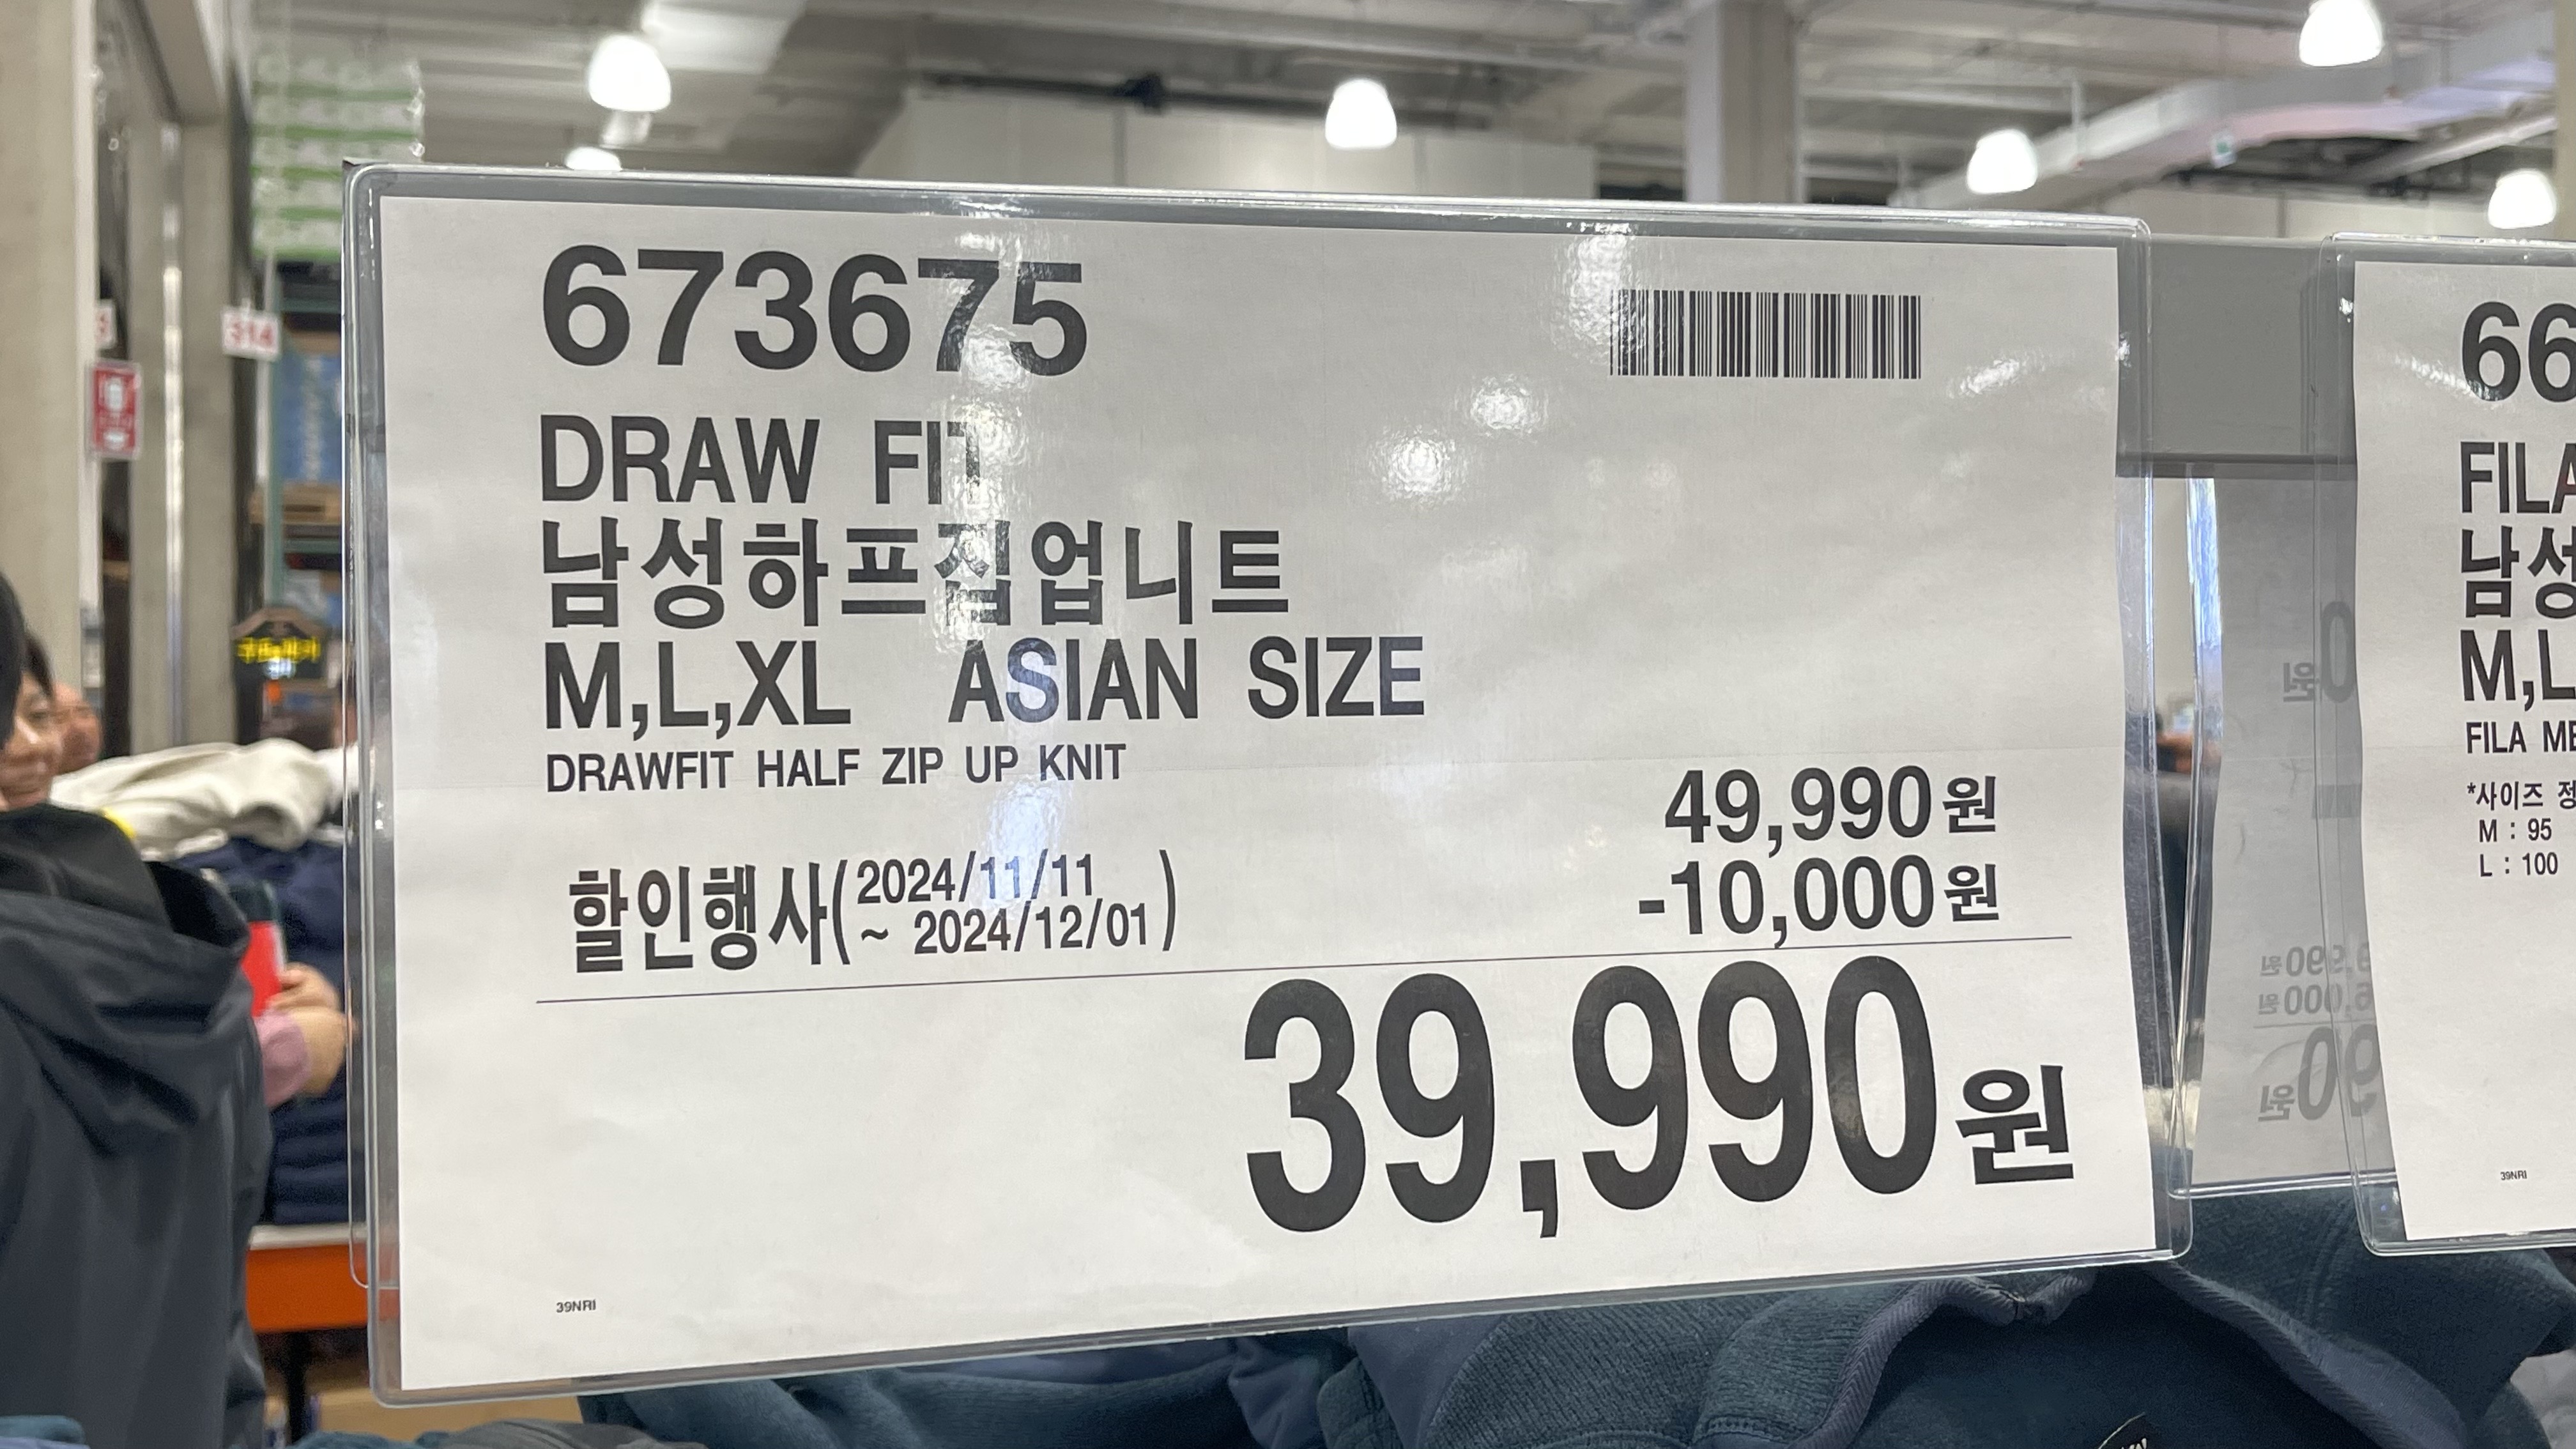 673675
DRAW FIT
남성하프집업니트
M,L,XL ASIAN SIZE
DRAWFIT HALF ZIP UP KNIT
49,990원
할인행사(2024/11/11
~ 2024/12/01)
-10,000원
39,990원
39NRI
66
FILA
남성
M,L
FILA ME
*사이즈 정
M : 95
L : 100
39NRI
314